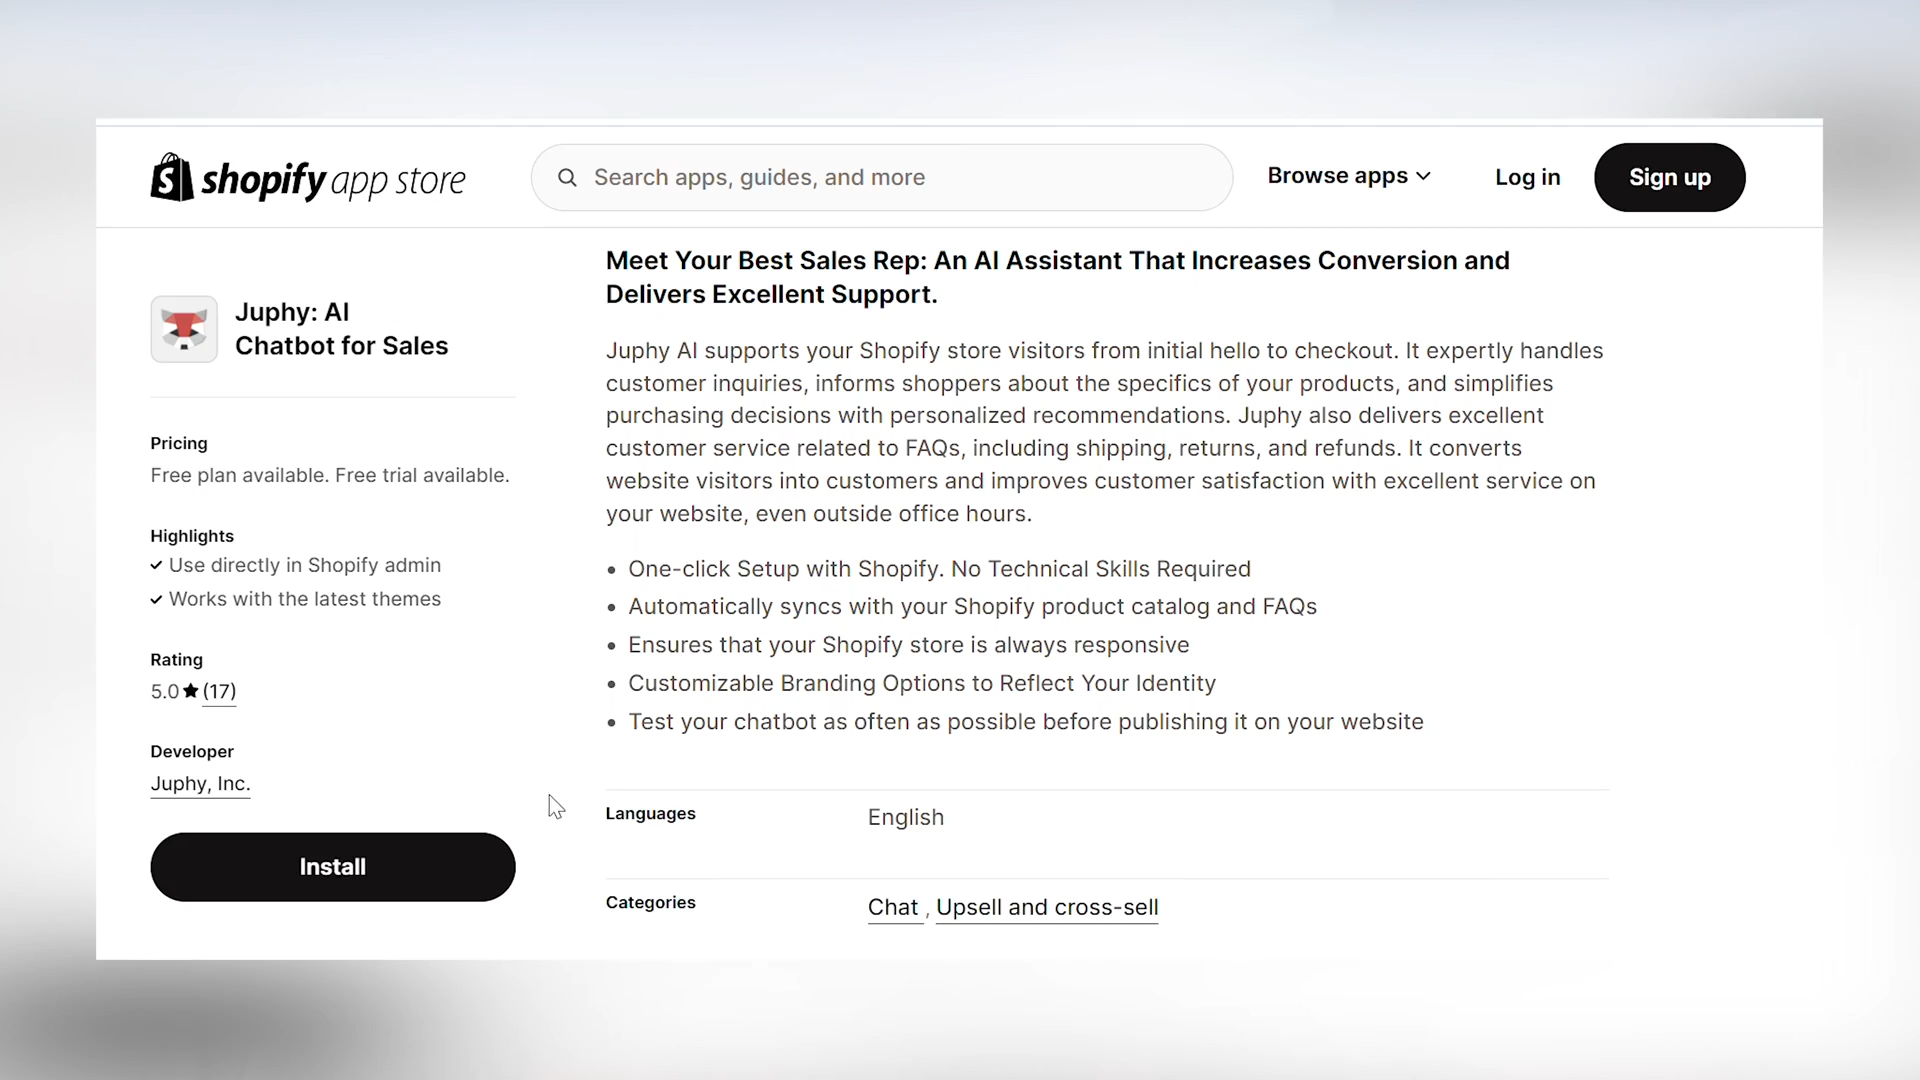 shopify app store
Search apps, guides, and more
Browse apps
Log in
Sign up
Juphy: AI
Chatbot for Sales
Pricing
Free plan available. Free trial available.
Highlights
Use directly in Shopify admin
Works with the latest themes
Rating
5.0★ (17)
Developer
Juphy, Inc.
Install
Meet Your Best Sales Rep: An AI Assistant That Increases Conversion and
Delivers Excellent Support.
Juphy AI supports your Shopify store visitors from initial hello to checkout. It expertly handles
customer inquiries, informs shoppers about the specifics of your products, and simplifies
purchasing decisions with personalized recommendations. Juphy also delivers excellent
customer service related to FAQs, including shipping, returns, and refunds. It converts
website visitors into customers and improves customer satisfaction with excellent service on
your website, even outside office hours.
• One-click Setup with Shopify. No Technical Skills Required
• Automatically syncs with your Shopify product catalog and FAQs
• Ensures that your Shopify store is always responsive
• Customizable Branding Options to Reflect Your Identity
• Test your chatbot as often as possible before publishing it on your website
Languages
English
Categories
Chat , Upsell and cross-sell